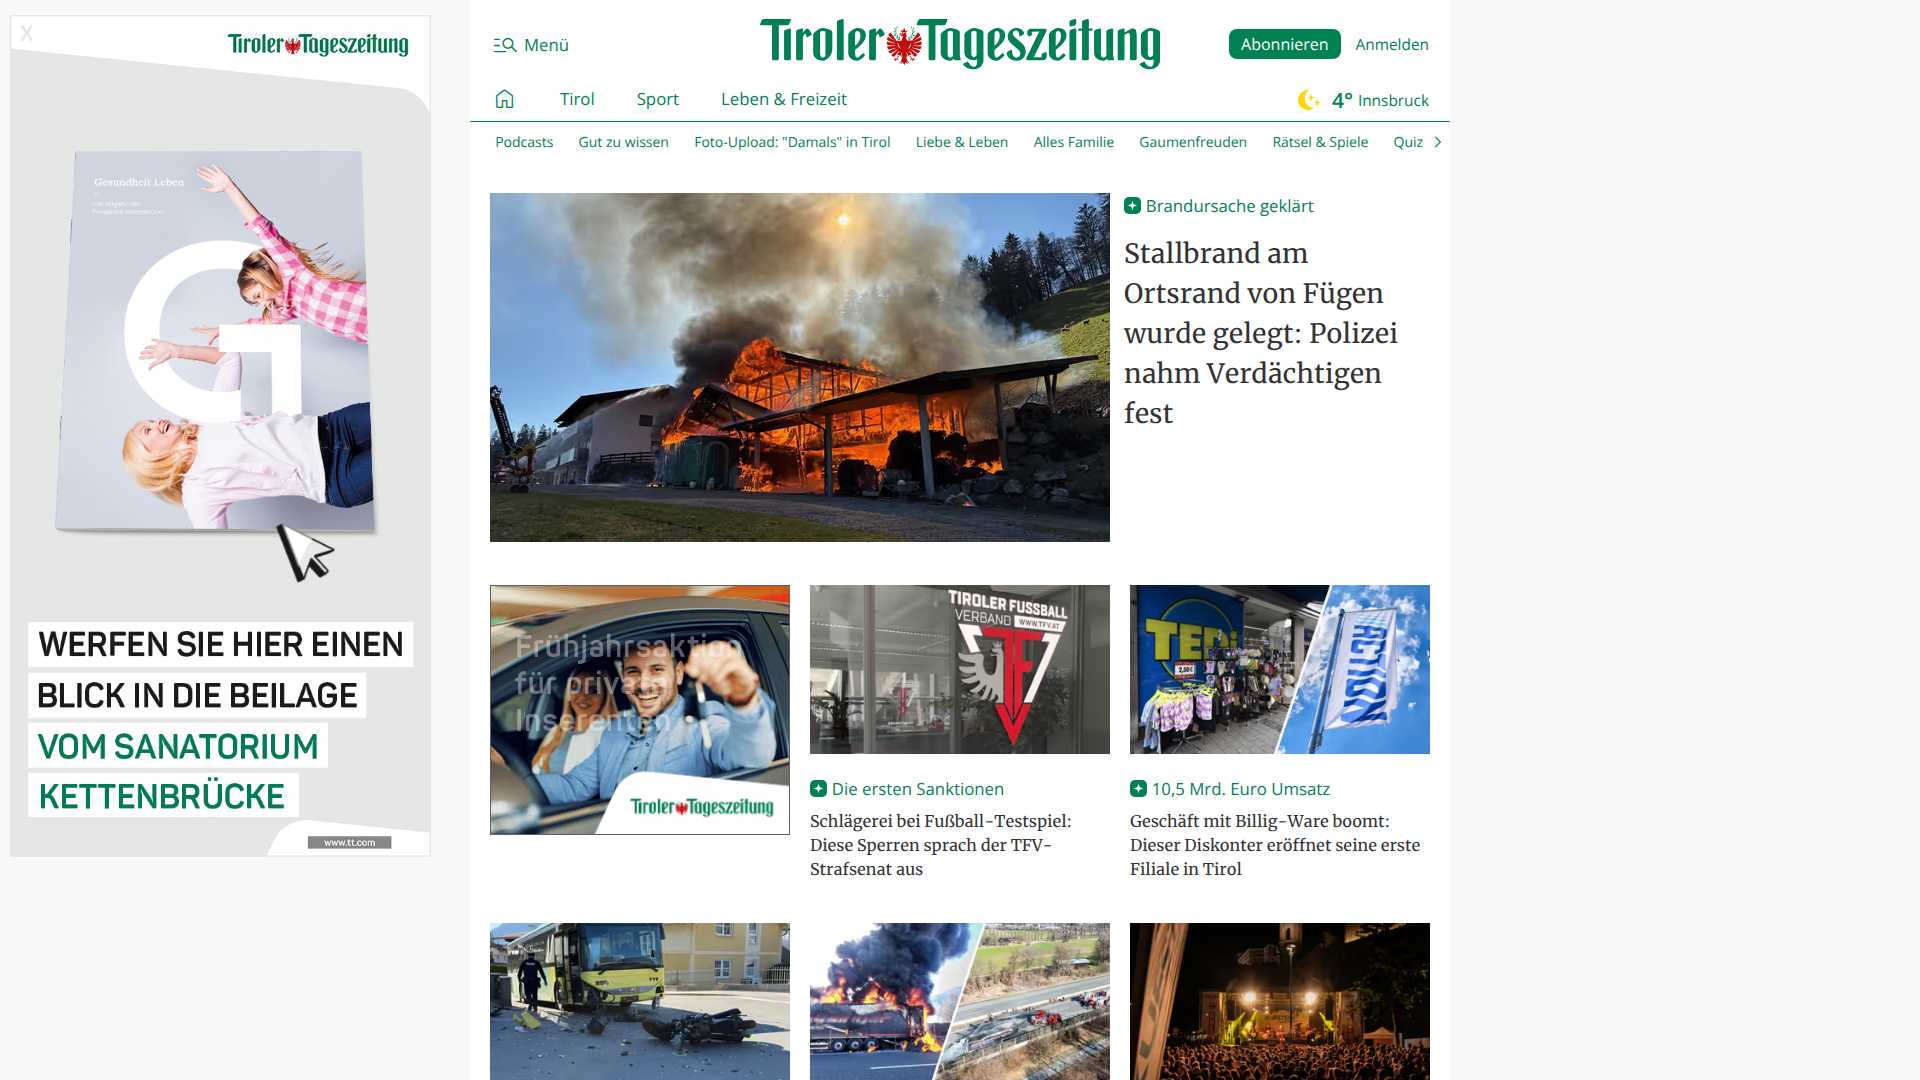 X
Tiroler Tageszeitung
Gesundheit Leben
WERFEN SIE HIER EINEN
BLICK IN DIE BEILAGE
VOM SANATORIUM
KETTENBRÜCKE
www.tt.com
Menü
Tiroler Tageszeitung
Abonnieren
Anmelden
Tirol
Sport
Leben & Freizeit
4° Innsbruck
Podcasts
Gut zu wissen
Foto-Upload: "Damals" in Tirol
Liebe & Leben
Alles Familie
Gaumenfreuden
Rätsel & Spiele
Quiz
Brandursache geklärt
Stallbrand am
Ortsrand von Fügen
wurde gelegt: Polizei
nahm Verdächtigen
fest
Frühjahrsaktion
für private
Inserenten
Tiroler Tageszeitung
TIROLER FUSSBALL
VERBAND WWW.TFV.AT
TFV
Die ersten Sanktionen
Schlägerei bei Fußball-Testspiel:
Diese Sperren sprach der TFV-
Strafsenat aus
TEDi
ACTION
10,5 Mrd. Euro Umsatz
Geschäft mit Billig-Ware boomt:
Dieser Diskonter eröffnet seine erste
Filiale in Tirol